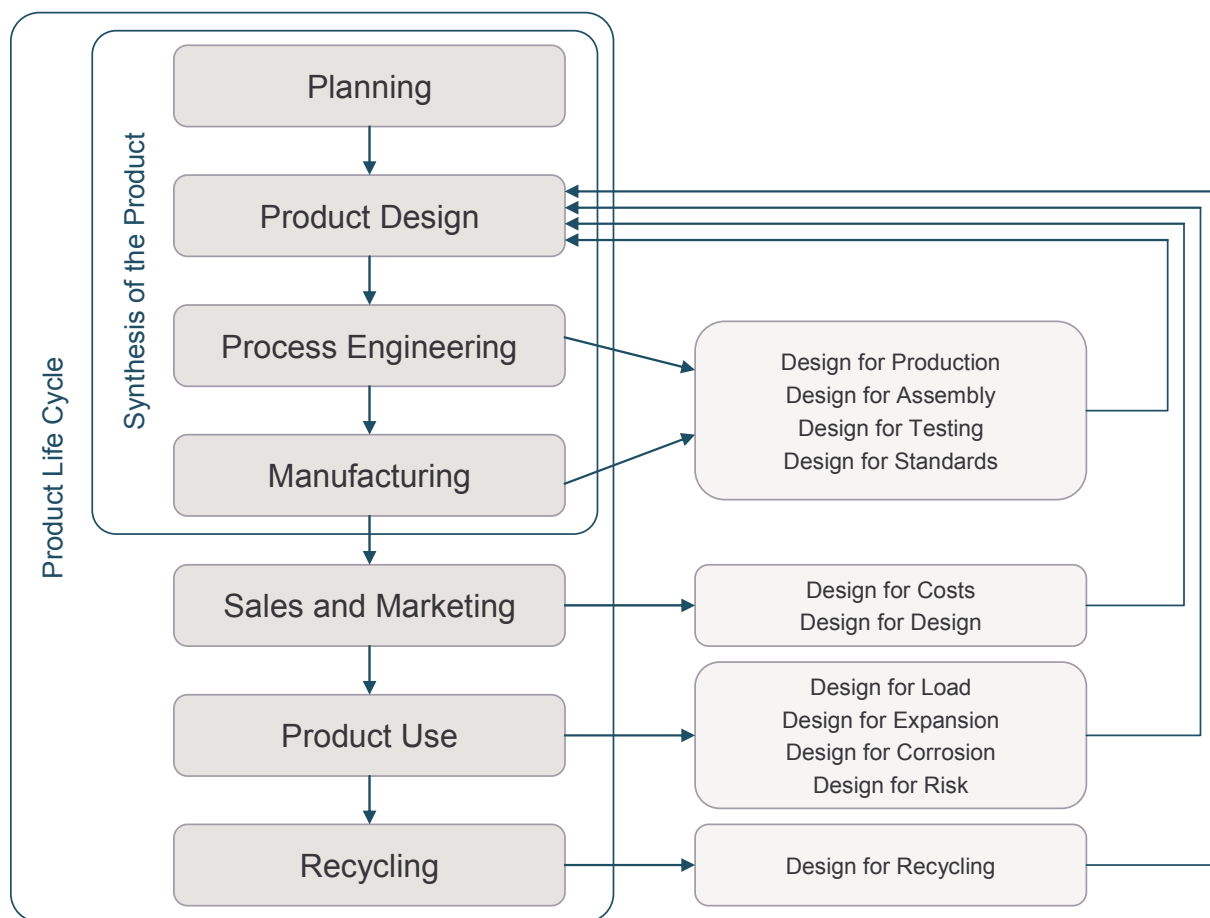 Product Life Cycle
Synthesis of the Product
Planning
Product Design
Process Engineering
Manufacturing
Design for Production
Design for Assembly
Design for Testing
Design for Standards
Sales and Marketing
Design for Costs
Design for Design
Product Use
Design for Load
Design for Expansion
Design for Corrosion
Design for Risk
Recycling
Design for Recycling